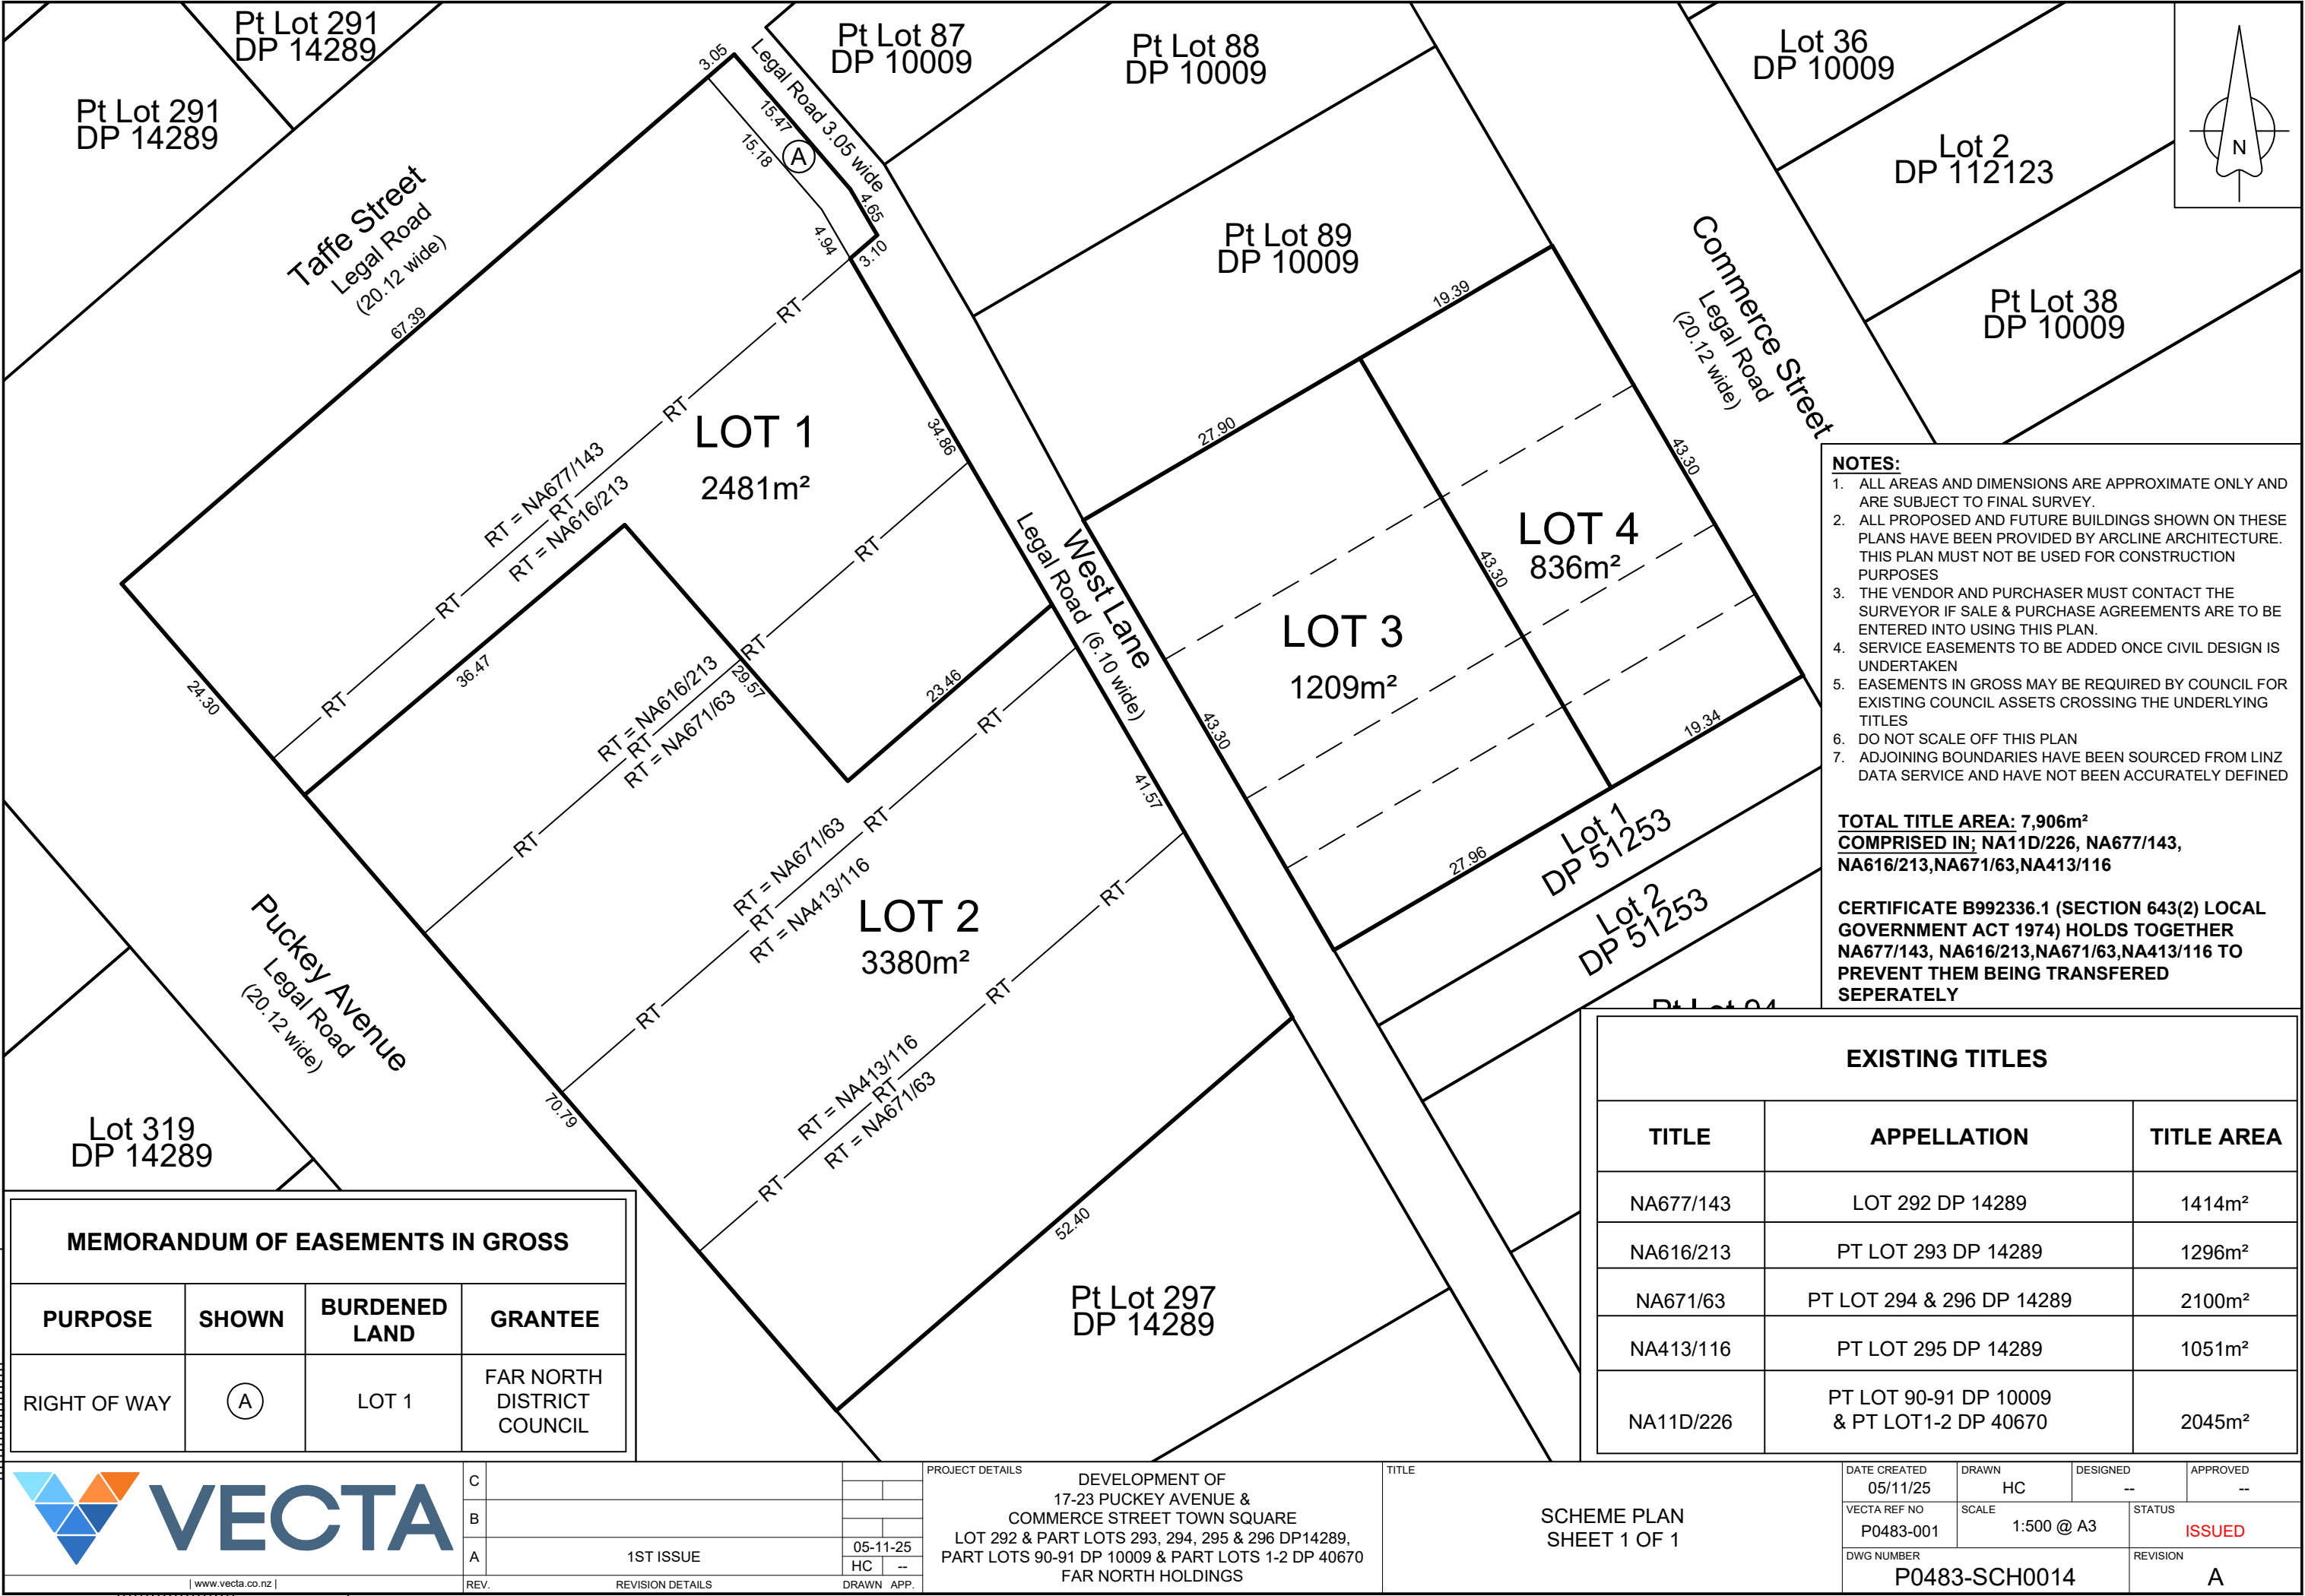 Pt Lot 291
DP 14289
Pt Lot 291
DP 14289
Pt Lot 87
DP 10009
Pt Lot 88
DP 10009
Lot 36
DP 10009
Lot 2
DP 112123
N
Pt Lot 89
DP 10009
Pt Lot 38
DP 10009
Taffe Street
Legal Road
(20.12 wide)
3.05
Legal Road 3.05 wide
15.47
15.18
A
4.65
4.94
3.10
67.39
Commerce Street
Legal Road
(20.12 wide)
19.39
27.90
LOT 1
2481m²
34.86
RT
RT
RT = NA677/143
RT
RT = NA616/213
RT
RT
24.30
36.47
29.57
23.46
RT
RT
RT = NA616/213
RT
RT = NA671/63
RT
West Lane
Legal Road (6.10 wide)
LOT 3
1209m²
43.30
43.30
LOT 4
836m²
43.30
19.34
27.96
Lot 1
DP 51253
Lot 2
DP 51253
Pt Lot 94
41.57
RT
RT
RT = NA671/63
RT
RT = NA413/116
RT
LOT 2
3380m²
RT
RT
RT = NA413/116
RT
RT = NA671/63
RT
70.79
52.40
Puckey Avenue
Legal Road
(20.12 wide)
Lot 319
DP 14289
Pt Lot 297
DP 14289
NOTES:
1. ALL AREAS AND DIMENSIONS ARE APPROXIMATE ONLY AND
ARE SUBJECT TO FINAL SURVEY.
2. ALL PROPOSED AND FUTURE BUILDINGS SHOWN ON THESE
PLANS HAVE BEEN PROVIDED BY ARCLINE ARCHITECTURE.
THIS PLAN MUST NOT BE USED FOR CONSTRUCTION
PURPOSES
3. THE VENDOR AND PURCHASER MUST CONTACT THE
SURVEYOR IF SALE & PURCHASE AGREEMENTS ARE TO BE
ENTERED INTO USING THIS PLAN.
4. SERVICE EASEMENTS TO BE ADDED ONCE CIVIL DESIGN IS
UNDERTAKEN
5. EASEMENTS IN GROSS MAY BE REQUIRED BY COUNCIL FOR
EXISTING COUNCIL ASSETS CROSSING THE UNDERLYING
TITLES
6. DO NOT SCALE OFF THIS PLAN
7. ADJOINING BOUNDARIES HAVE BEEN SOURCED FROM LINZ
DATA SERVICE AND HAVE NOT BEEN ACCURATELY DEFINED
TOTAL TITLE AREA: 7,906m²
COMPRISED IN; NA11D/226, NA677/143,
NA616/213,NA671/63,NA413/116
CERTIFICATE B992336.1 (SECTION 643(2) LOCAL
GOVERNMENT ACT 1974) HOLDS TOGETHER
NA677/143, NA616/213,NA671/63,NA413/116 TO
PREVENT THEM BEING TRANSFERED
SEPERATELY
EXISTING TITLES
TITLE APPELLATION TITLE AREA
NA677/143 LOT 292 DP 14289 1414m²
NA616/213 PT LOT 293 DP 14289 1296m²
NA671/63 PT LOT 294 & 296 DP 14289 2100m²
NA413/116 PT LOT 295 DP 14289 1051m²
PT LOT 90-91 DP 10009
NA11D/226 & PT LOT1-2 DP 40670 2045m²
MEMORANDUM OF EASEMENTS IN GROSS
PURPOSE SHOWN BURDENED LAND GRANTEE
RIGHT OF WAY A LOT 1 FAR NORTH
DISTRICT
COUNCIL
VECTA
| www.vecta.co.nz |
C
B
A 1ST ISSUE 05-11-25
HC --
REV. REVISION DETAILS DRAWN APP.
PROJECT DETAILS
DEVELOPMENT OF
17-23 PUCKEY AVENUE &
COMMERCE STREET TOWN SQUARE
LOT 292 & PART LOTS 293, 294, 295 & 296 DP14289,
PART LOTS 90-91 DP 10009 & PART LOTS 1-2 DP 40670
FAR NORTH HOLDINGS
TITLE
SCHEME PLAN
SHEET 1 OF 1
DATE CREATED DRAWN DESIGNED APPROVED
05/11/25 HC -- --
VECTA REF NO SCALE STATUS
P0483-001 1:500 @ A3 ISSUED
DWG NUMBER REVISION
P0483-SCH0014 A